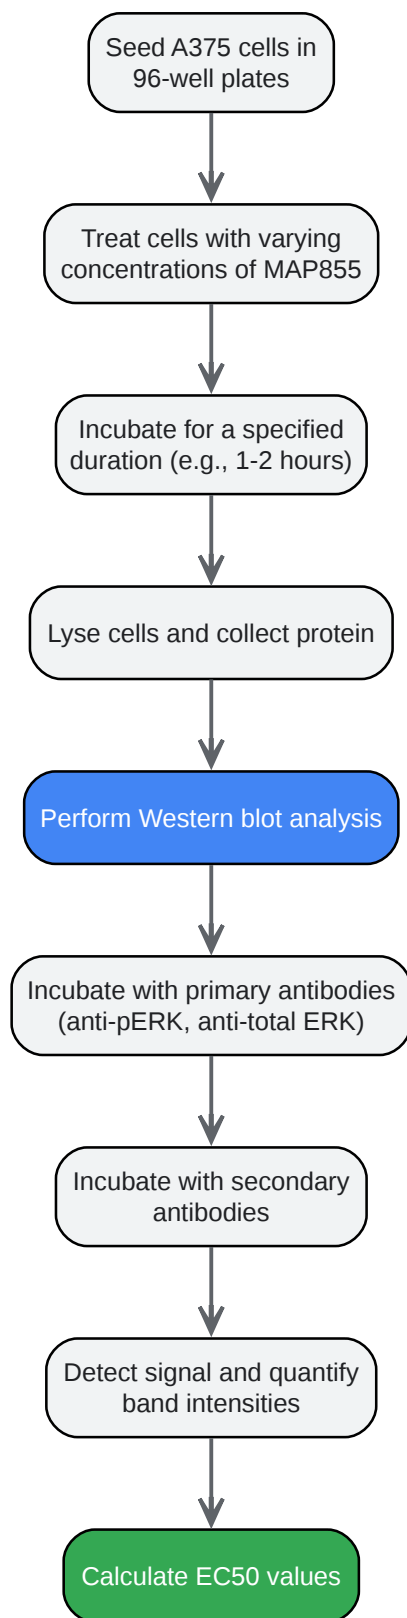 Seed A375 cells in
96-well plates
Treat cells with varying
concentrations of MAP855
Incubate for a specified
duration (e.g., 1-2 hours)
Lyse cells and collect protein
Perform Western blot analysis
Incubate with primary antibodies
(anti-pERK, anti-total ERK)
Incubate with secondary
antibodies
Detect signal and quantify
band intensities
Calculate EC50 values